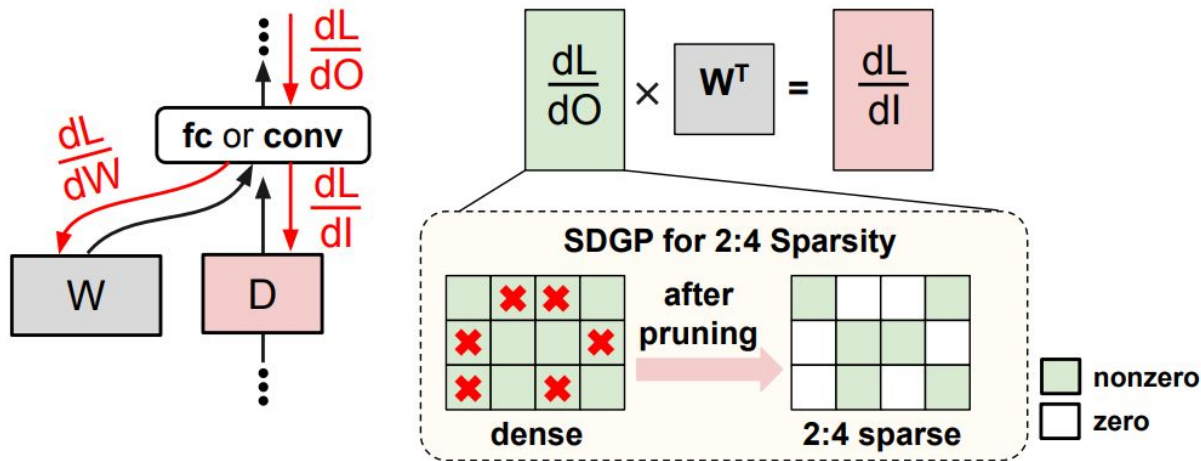 dL
dO
fc or conv
dL
dW
dL
dI
W
D
dL
dO
×
Wᵀ
=
dL
dI
SDGP for 2:4 Sparsity
after
pruning
dense
2:4 sparse
nonzero
zero